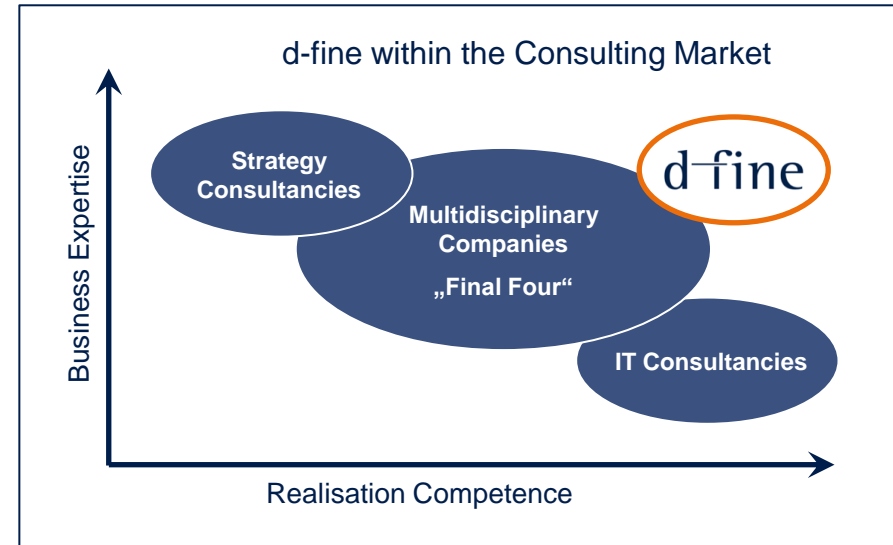 d-fine within the Consulting Market
Business Expertise
Strategy
Consultancies
d-fine
Multidisciplinary
Companies
„Final Four“
IT Consultancies
Realisation Competence